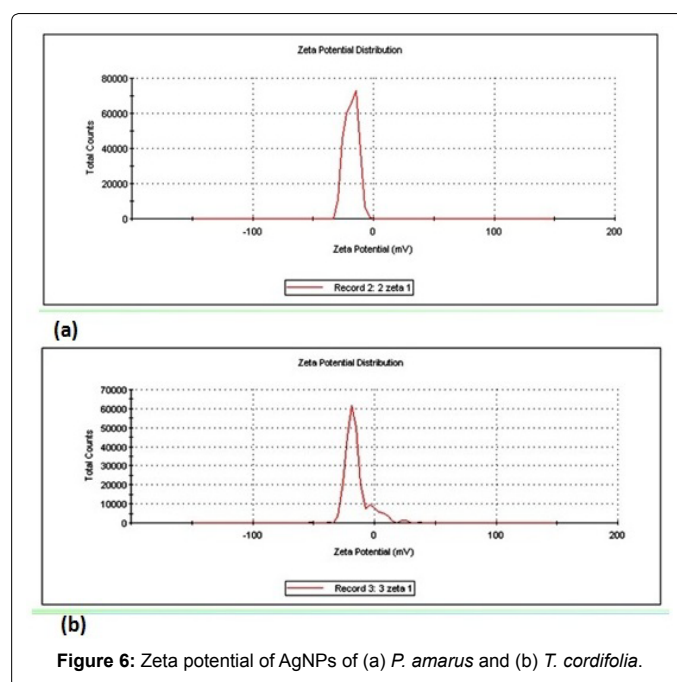 Zeta Potential Distribution
80000
60000
40000
20000
0
Total Counts
-100 0 100 200
Zeta Potential (mV)
Record 2: 2 zeta 1
(a)
Zeta Potential Distribution
70000
60000
50000
40000
30000
20000
10000
0
Total Counts
-100 0 100 200
Zeta Potential (mV)
Record 3: 3 zeta 1
(b)
Figure 6: Zeta potential of AgNPs of (a) P. amarus and (b) T. cordifolia.